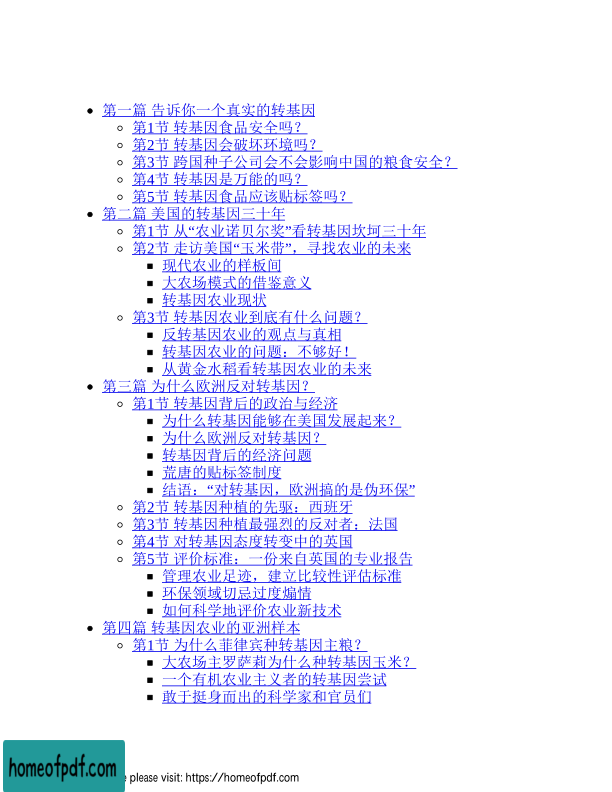 第一篇 告诉你一个真实的转基因
第1节 转基因食品安全吗？
第2节 转基因会破坏环境吗？
第3节 跨国种子公司会不会影响中国的粮食安全？
第4节 转基因是万能的吗？
第5节 转基因食品应该贴标签吗？
第二篇 美国的转基因三十年
第1节 从“农业诺贝尔奖”看转基因坎坷三十年
第2节 走访美国“玉米带”，寻找农业的未来
现代农业的样板间
大农场模式的借鉴意义
转基因农业现状
第3节 转基因农业到底有什么问题？
反转基因农业的观点与真相
转基因农业的问题：不够好！
从黄金水稻看转基因农业的未来
第三篇 为什么欧洲反对转基因？
第1节 转基因背后的政治与经济
为什么转基因能够在美国发展起来？
为什么欧洲反对转基因？
转基因背后的经济问题
荒唐的贴标签制度
结语：“对转基因，欧洲搞的是伪环保”
第2节 转基因种植的先驱：西班牙
第3节 转基因种植最强烈的反对者：法国
第4节 对转基因态度转变中的英国
第5节 评价标准：一份来自英国的专业报告
管理农业足迹，建立比较性评估标准
环保领域切忌过度煽情
如何科学地评价农业新技术
第四篇 转基因农业的亚洲样本
第1节 为什么菲律宾种转基因主粮？
大农场主罗萨莉为什么种转基因玉米？
一个有机农业主义者的转基因尝试
敢于挺身而出的科学家和官员们
homeofpdf.com
e please visit: https://homeofpdf.com